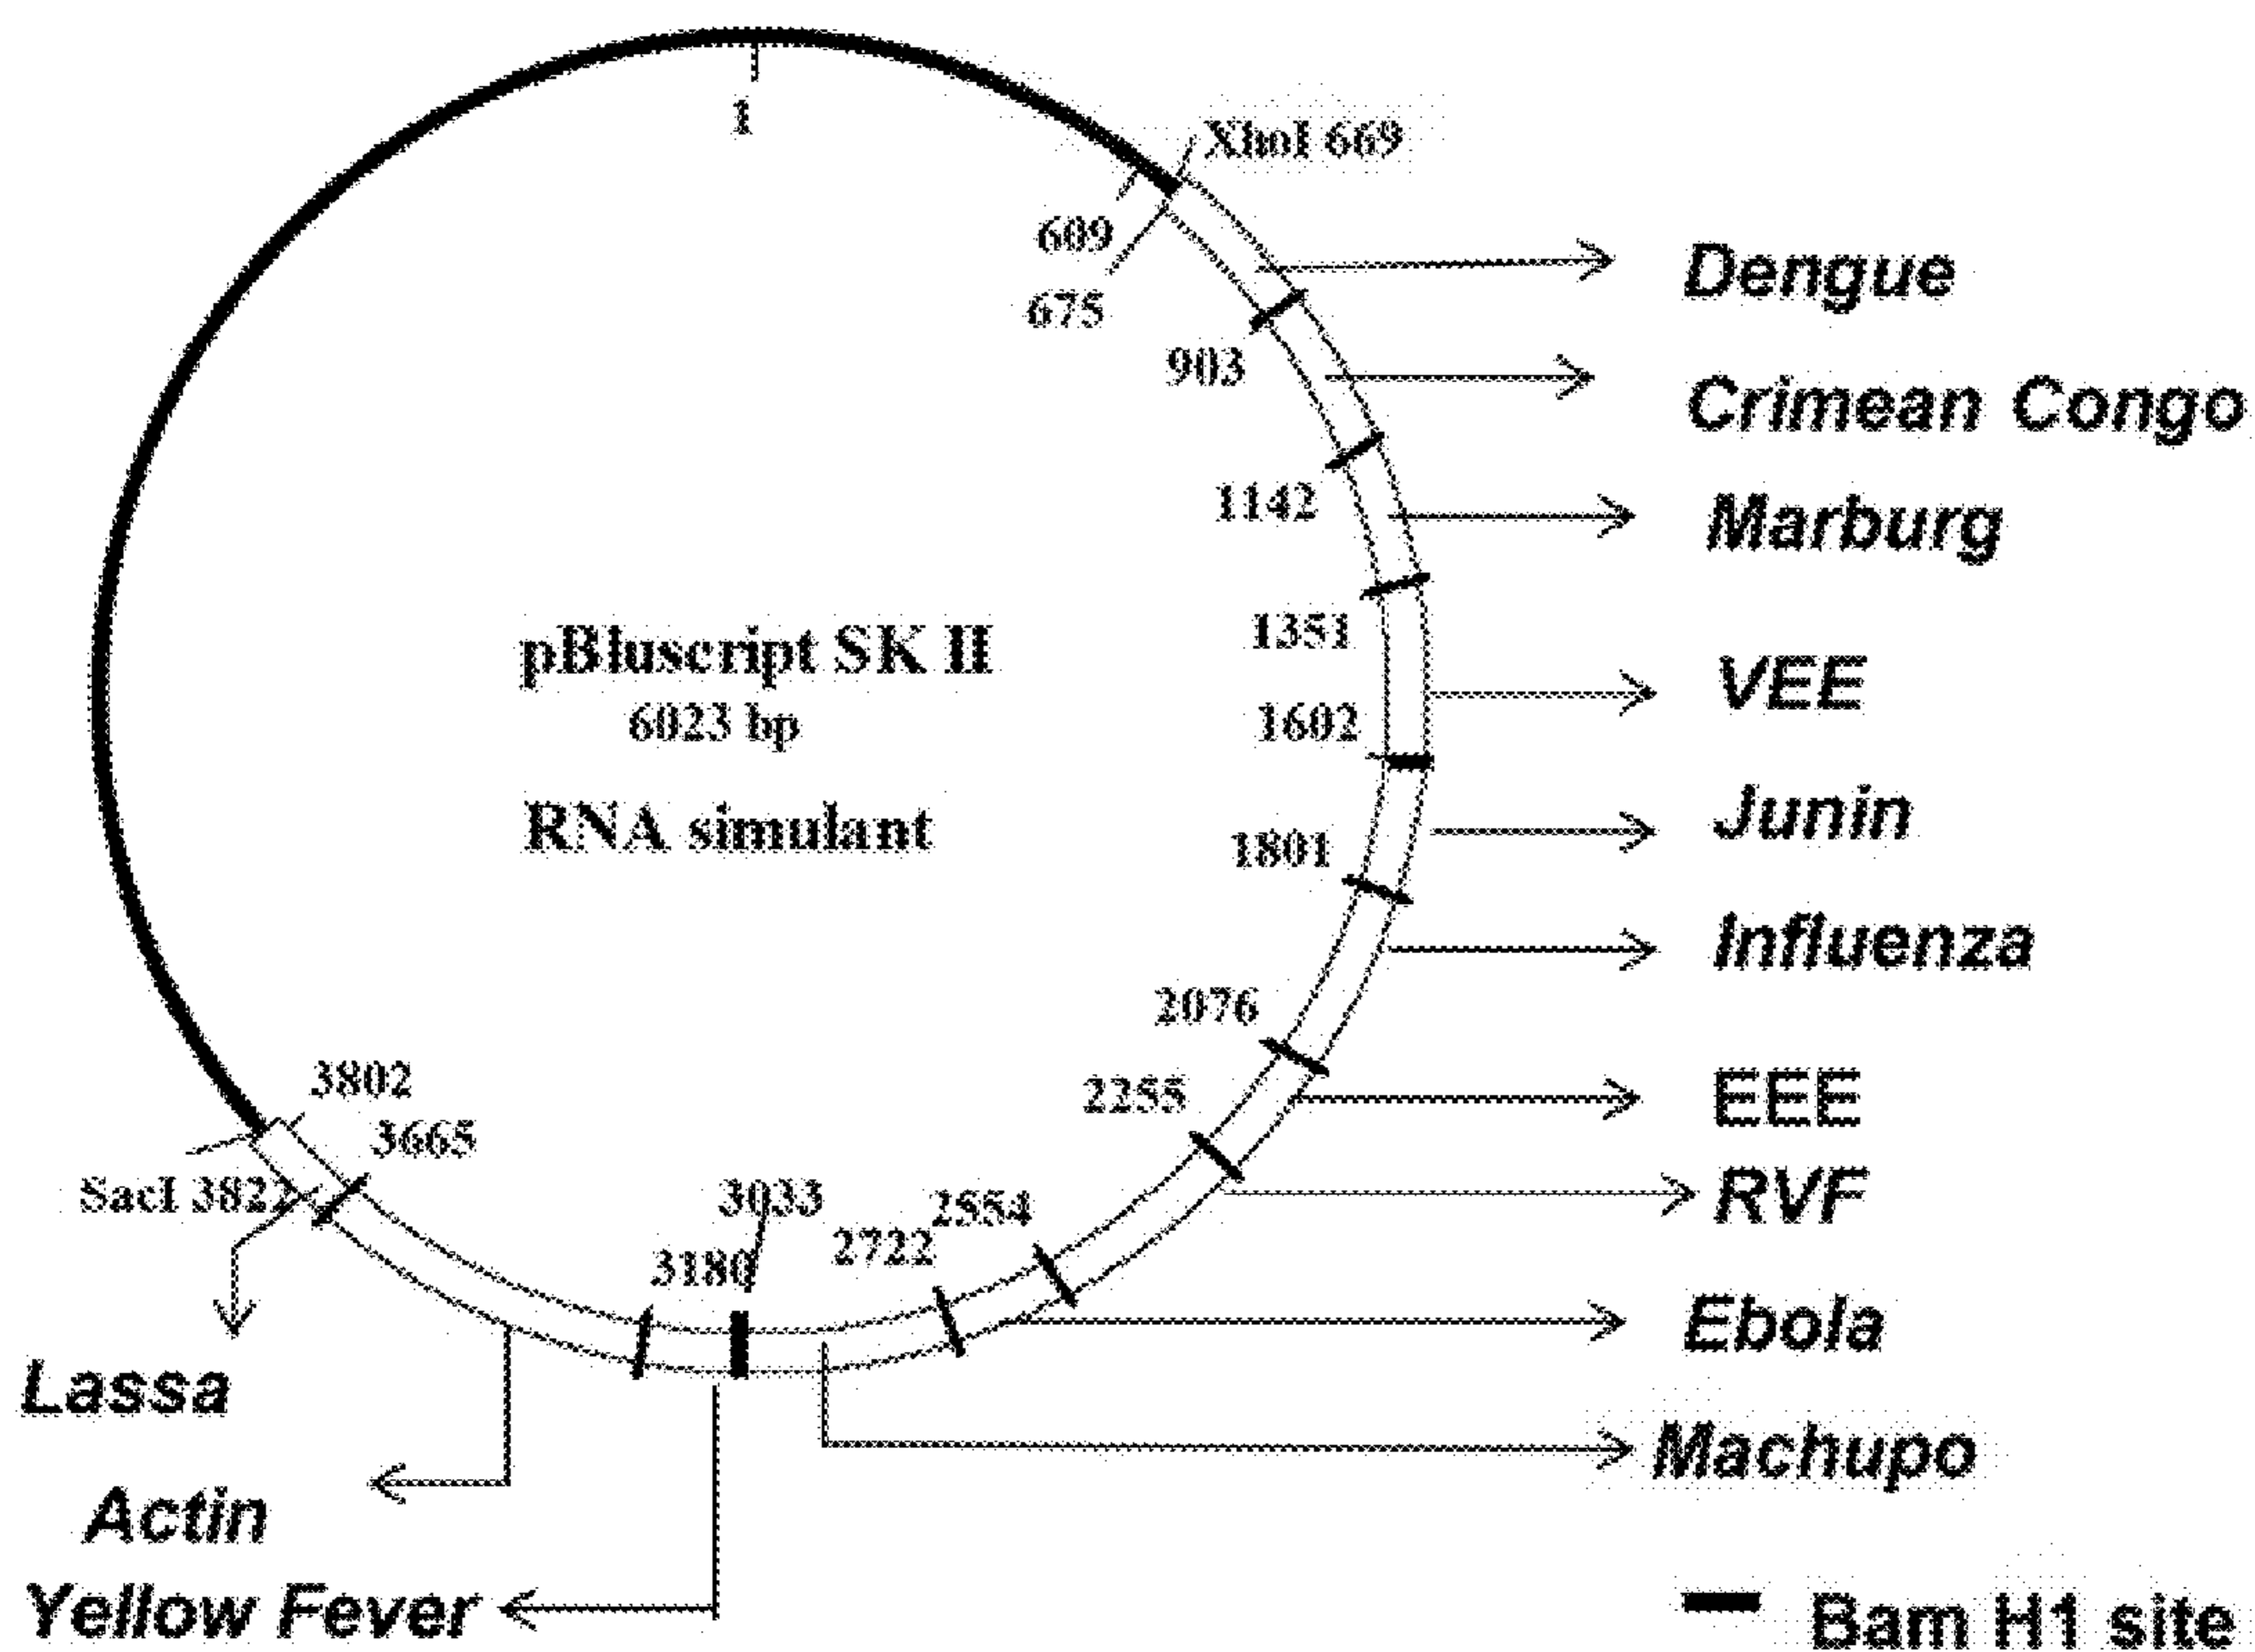 1
XhoI 669
609
675
Dengue
903
Crimean Congo
1142
Marburg
1351
pBluscript SK II
6023 bp
RNA simulant
VEE
1602
Junin
1801
Influenza
2076
2255
EEE
3802
3665
RVF
SacI
3033
2554
2722
3180
Ebola
Lassa
Machupo
Actin
Yellow Fever
Bam H1 site